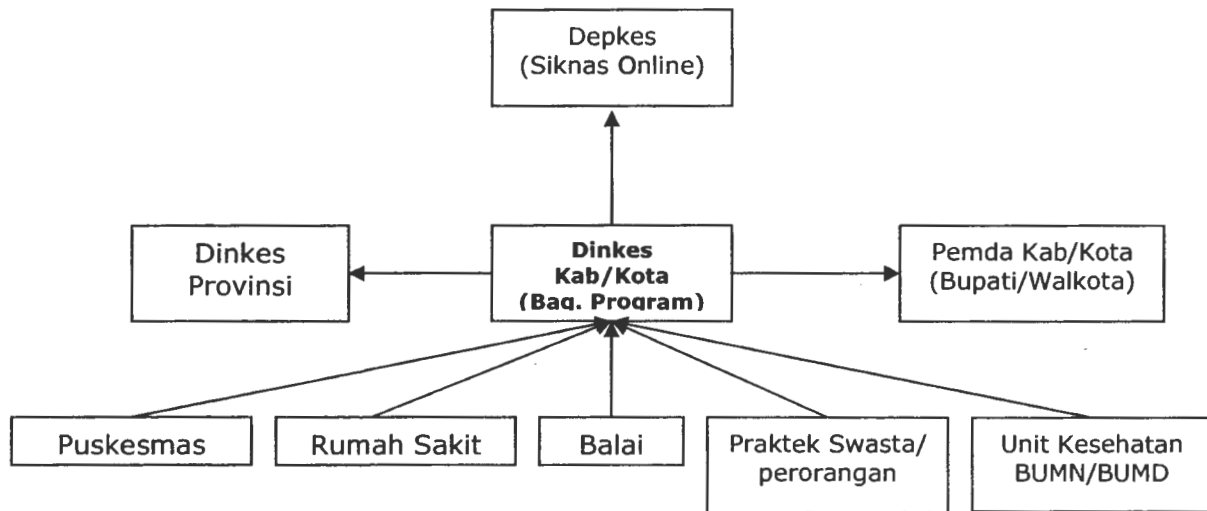 Depkes
(Siknas Online)
Dinkes
Provinsi
Dinkes
Kab/Kota
(Bag. Program)
Pemda Kab/Kota
(Bupati/Walkota)
Puskesmas
Rumah Sakit
Balai
Praktek Swasta/
perorangan
Unit Kesehatan
BUMN/BUMD